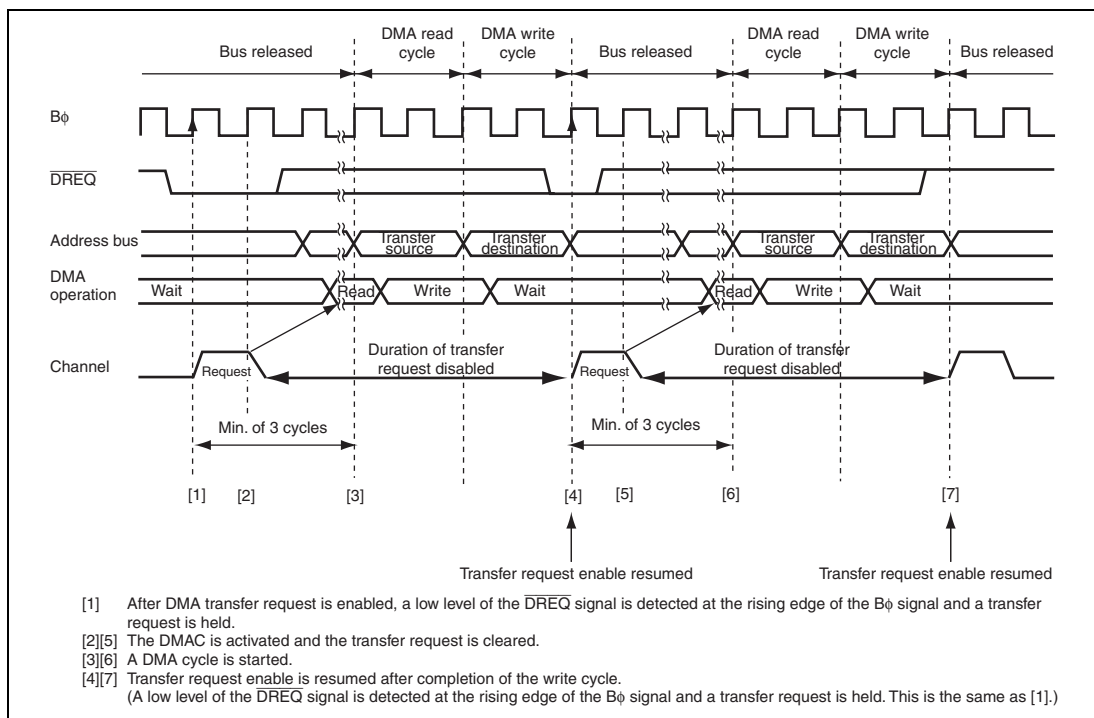 DMA read cycle
DMA write cycle
DMA read cycle
DMA write cycle
Bus released
Bus released
Bus released
Bϕ
DREQ
Address bus
Transfer source
Transfer destination
Transfer source
Transfer destination
DMA operation
Wait
Read
Write
Wait
Read
Write
Wait
Channel
Request
Duration of transfer request disabled
Request
Duration of transfer request disabled
Min. of 3 cycles
Min. of 3 cycles
[1]
[2]
[3]
[4]
[5]
[6]
[7]
Transfer request enable resumed
Transfer request enable resumed
[1] After DMA transfer request is enabled, a low level of the DREQ signal is detected at the rising edge of the Bϕ signal and a transfer
request is held.
[2][5] The DMAC is activated and the transfer request is cleared.
[3][6] A DMA cycle is started.
[4][7] Transfer request enable is resumed after completion of the write cycle.
(A low level of the DREQ signal is detected at the rising edge of the Bϕ signal and a transfer request is held. This is the same as [1].)